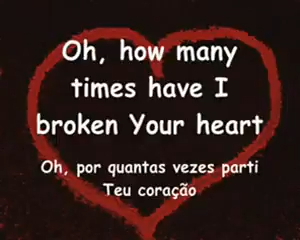 Oh, how many
times have I
broken Your heart
Oh, por quantas vezes parti
Teu coração